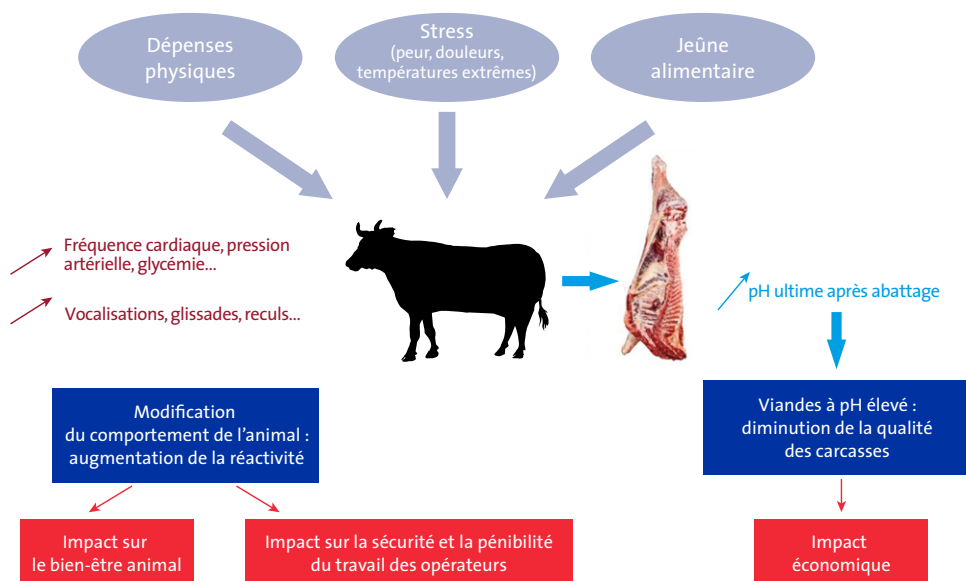 Dépenses
physiques
Stress
(peur, douleurs,
températures extrêmes)
Jeûne
alimentaire
Fréquence cardiaque, pression
artérielle, glycémie...
Vocalisations, glissades, reculs...
pH ultime après abattage
Modification
du comportement de l’animal :
augmentation de la réactivité
Viandes à pH élevé :
diminution de la qualité
des carcasses
Impact sur
le bien-être animal
Impact sur la sécurité et la pénibilité
du travail des opérateurs
Impact
économique